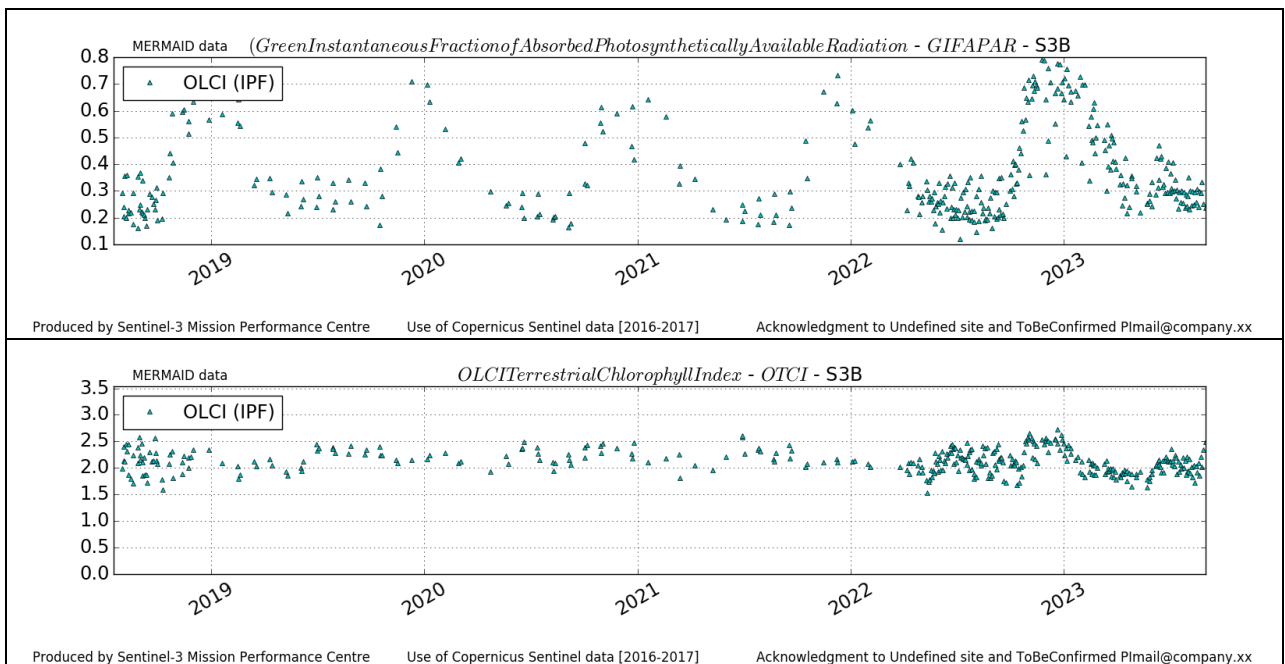 MERMAID data (GreenInstantaneousFractionofAbsorbedPhotosyntheticallyAvailableRadiation - GIFAPAR - S3B
0.8
OLCI (IPF)
0.7
0.6
0.5
0.4
0.3
0.2
0.1
2019 2020 2021 2022 2023
Produced by Sentinel-3 Mission Performance Centre Use of Copernicus Sentinel data [2016-2017] Acknowledgment to Undefined site and ToBeConfirmed PImail@company.xx
MERMAID data OLCITerrestrialChlorophyllIndex - OTCI - S3B
3.5
OLCI (IPF)
3.0
2.5
2.0
1.5
1.0
0.5
0.0
2019 2020 2021 2022 2023
Produced by Sentinel-3 Mission Performance Centre Use of Copernicus Sentinel data [2016-2017] Acknowledgment to Undefined site and ToBeConfirmed PImail@company.xx